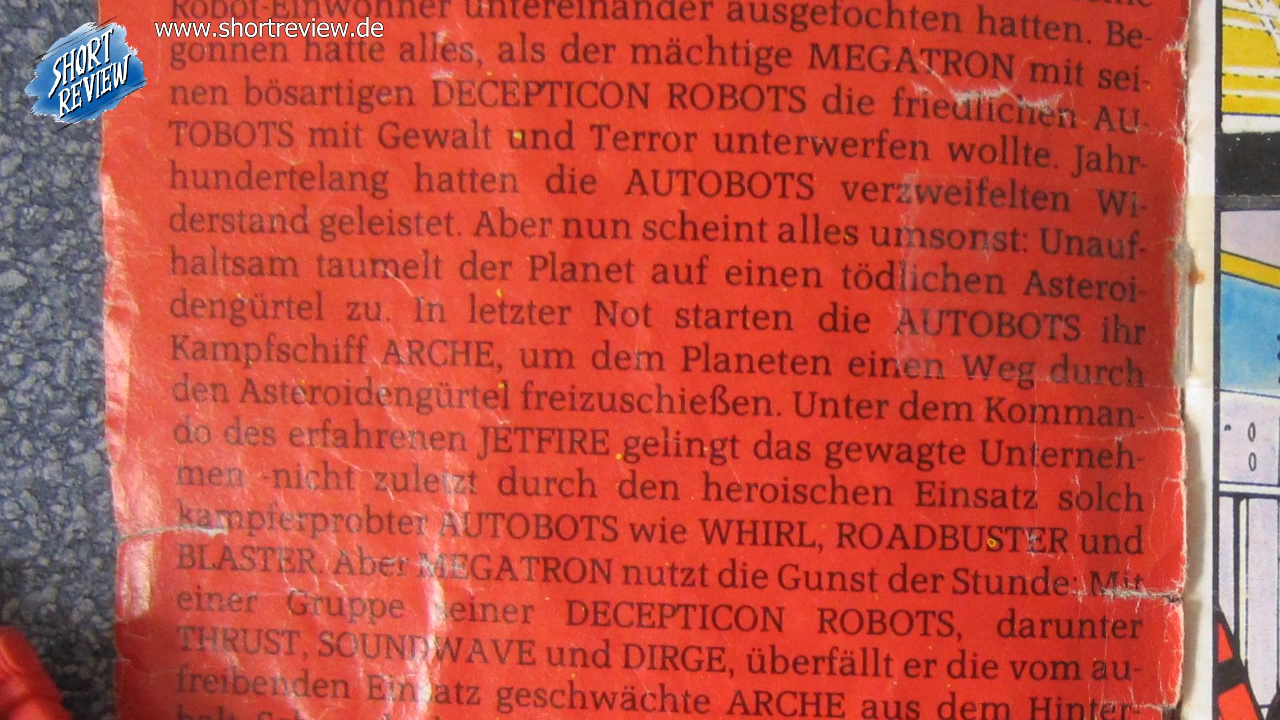 www.shortreview.de
SHORT
REVIEW
Robot-Einwohner untereinander ausgefochten hatten. Be-
gonnen hatte alles, als der mächtige MEGATRON mit sei-
nen bösartigen DECEPTICON ROBOTS die friedlichen AU-
TOBOTS mit Gewalt und Terror unterwerfen wollte. Jahr-
hundertelang hatten die AUTOBOTS verzweifelten Wi-
derstand geleistet. Aber nun scheint alles umsonst: Unauf-
haltsam taumelt der Planet auf einen tödlichen Asteroi-
dengürtel zu. In letzter Not starten die AUTOBOTS ihr
Kampfschiff ARCHE, um dem Planeten einen Weg durch
den Asteroidengürtel freizuschießen. Unter dem Komman-
do des erfahrenen JETFIRE gelingt das gewagte Unterneh-
men -nicht zuletzt durch den heroischen Einsatz solch
kampferprobter AUTOBOTS wie WHIRL, ROADBUSTER und
BLASTER. Aber MEGATRON nutzt die Gunst der Stunde: Mit
einer Gruppe seiner DECEPTICON ROBOTS, darunter
THRUST, SOUNDWAVE und DIRGE, überfällt er die vom au-
freibenden Einsatz geschwächte ARCHE aus dem Hinter-